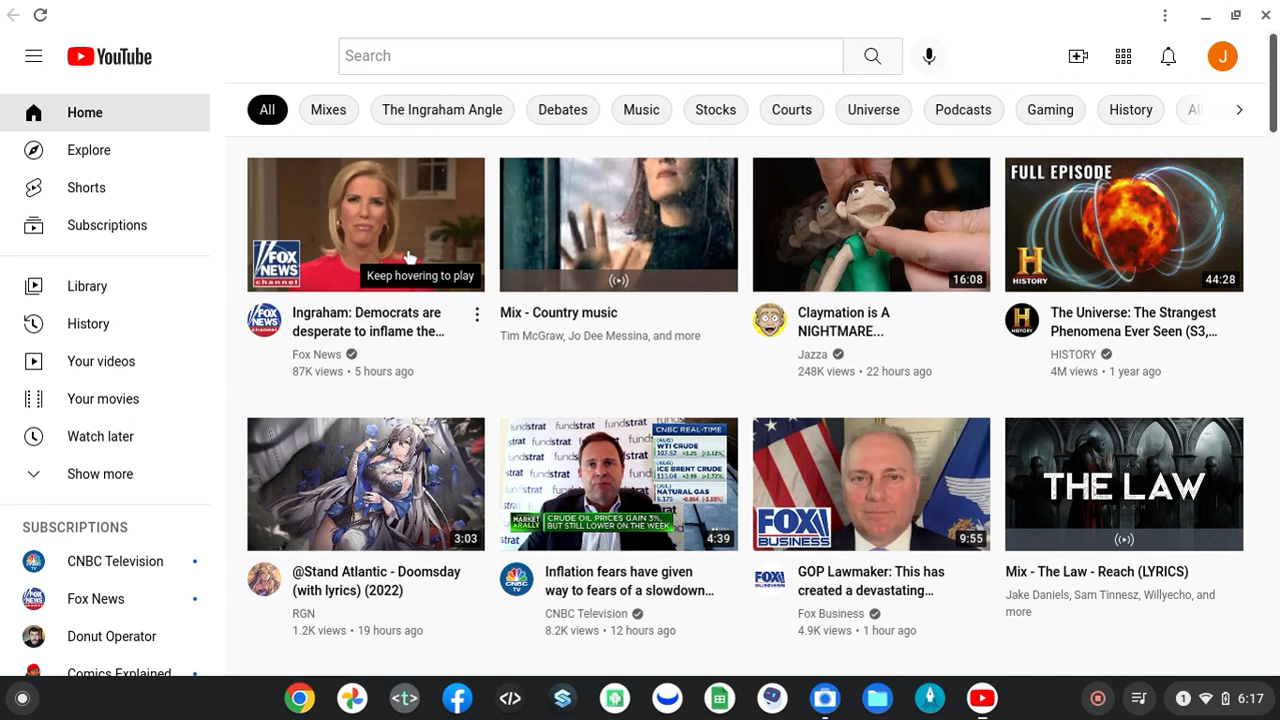 YouTube
Search
J
Home
Explore
Shorts
Subscriptions
Library
History
Your videos
Your movies
Watch later
Show more
SUBSCRIPTIONS
CNBC Television
Fox News
Donut Operator
Comics Explained
All
Mixes
The Ingraham Angle
Debates
Music
Stocks
Courts
Universe
Podcasts
Gaming
History
FOX
NEWS
channel
Keep hovering to play
Ingraham: Democrats are
desperate to inflame the...
Fox News
87K views • 5 hours ago
Mix - Country music
Tim McGraw, Jo Dee Messina, and more
16:08
Claymation is A
NIGHTMARE...
Jazza
248K views • 22 hours ago
FULL EPISODE
H
HISTORY
44:28
The Universe: The Strangest
Phenomena Ever Seen (S3,...
HISTORY
4M views • 1 year ago
3:03
@Stand Atlantic - Doomsday
(with lyrics) (2022)
RGN
1.2K views • 19 hours ago
fundstrat
CNBC REAL-TIME
WTI CRUDE
107.57
ICE BRENT CRUDE
NATURAL GAS
MARKET
RALLY
CRUDE OIL PRICES GAIN 3%,
BUT STILL LOWER ON THE WEEK
4:39
Inflation fears have given
way to fears of a slowdown...
CNBC Television
8.2K views • 12 hours ago
FOX
BUSINESS
9:55
GOP Lawmaker: This has
created a devastating...
Fox Business
4.9K views • 1 hour ago
THE LAW
REACH
Mix - The Law - Reach (LYRICS)
Jake Daniels, Sam Tinnesz, Willyecho, and
more
1
6:17